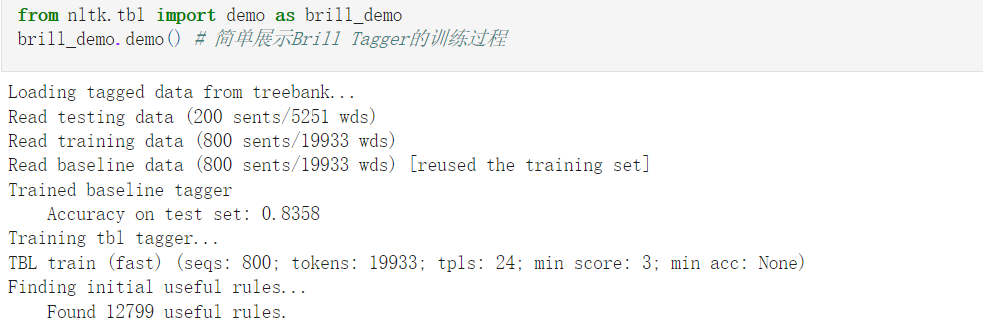 from nltk.tbl import demo as brill_demo
brill_demo.demo() # 简单展示Brill Tagger的训练过程
Loading tagged data from treebank...
Read testing data (200 sents/5251 wds)
Read training data (800 sents/19933 wds)
Read baseline data (800 sents/19933 wds) [reused the training set]
Trained baseline tagger
    Accuracy on test set: 0.8358
Training tbl tagger...
TBL train (fast) (seqs: 800; tokens: 19933; tpls: 24; min score: 3; min acc: None)
Finding initial useful rules...
    Found 12799 useful rules.